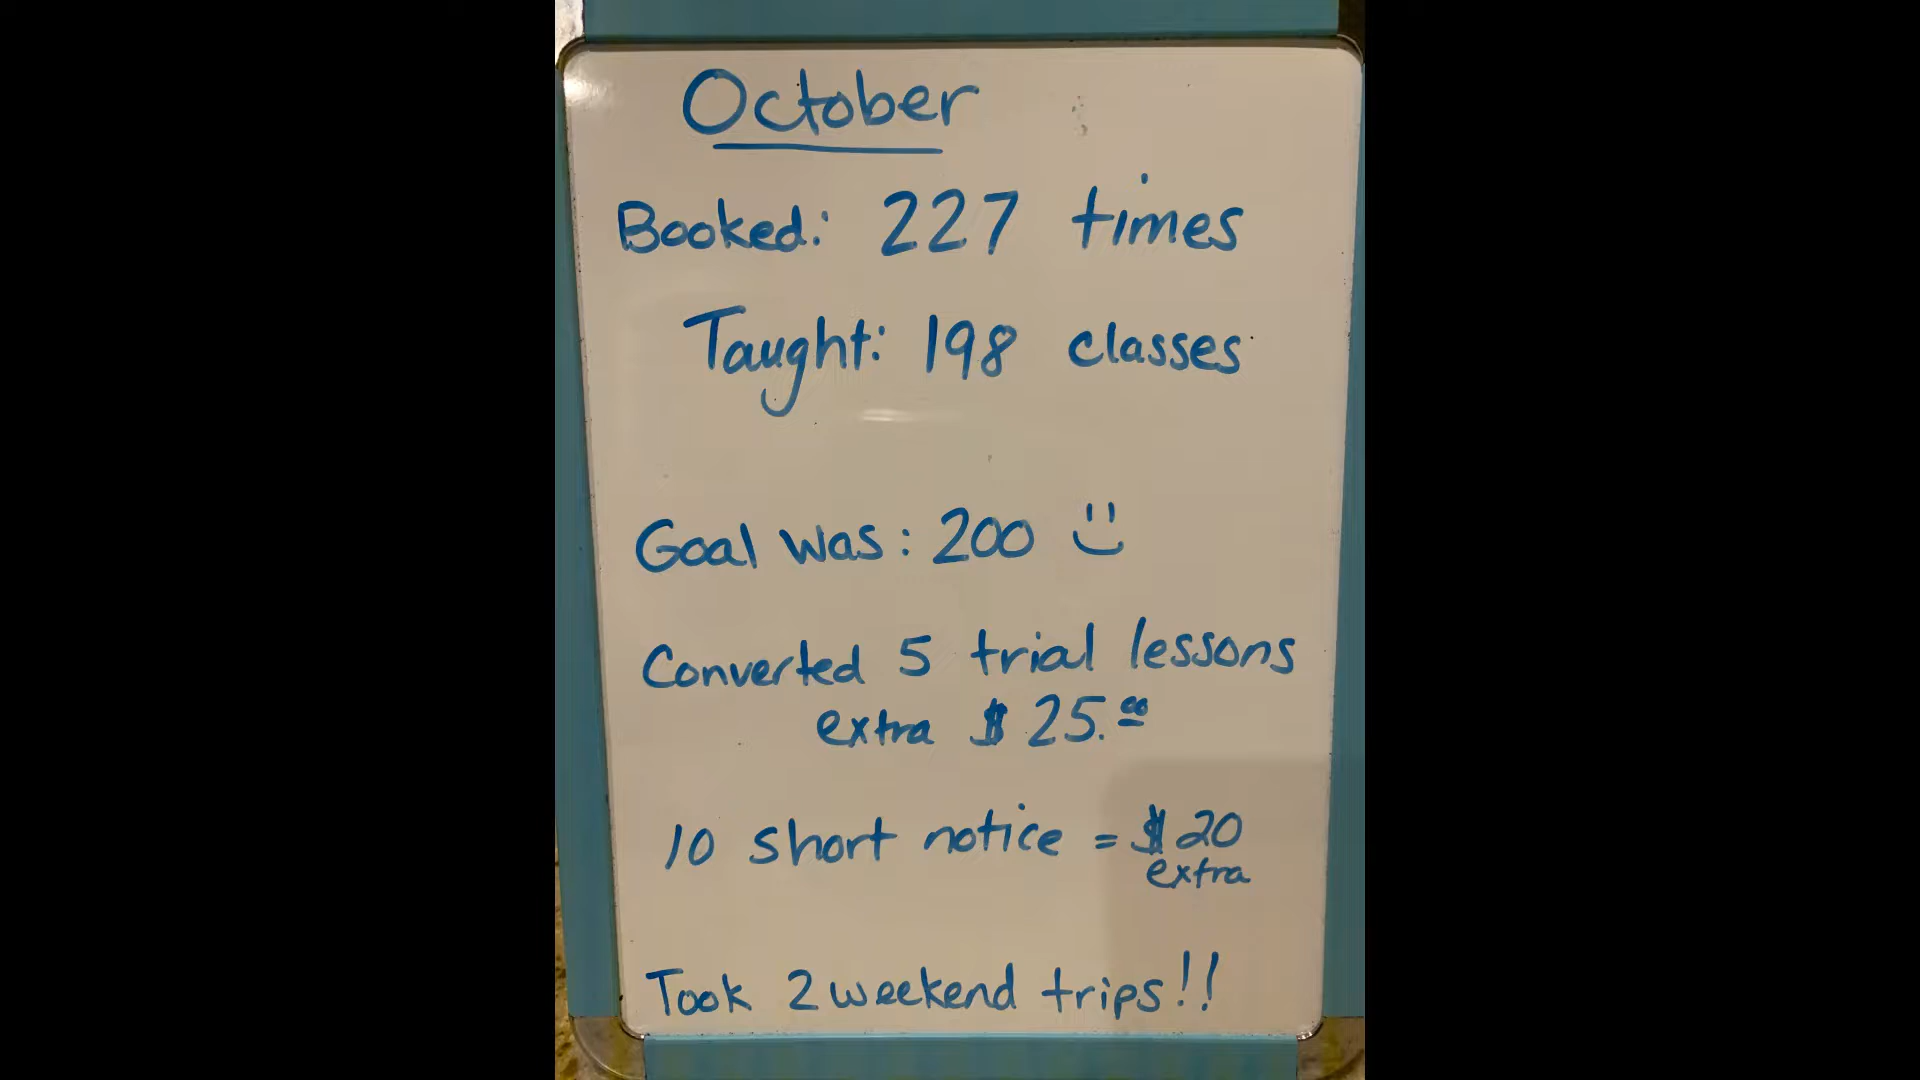 October
Booked: 227 times
Taught: 198 classes
Goal was: 200 :)
Converted 5 trial lessons
extra $25.00
10 short notice = $20
extra
Took 2 weekend trips!!